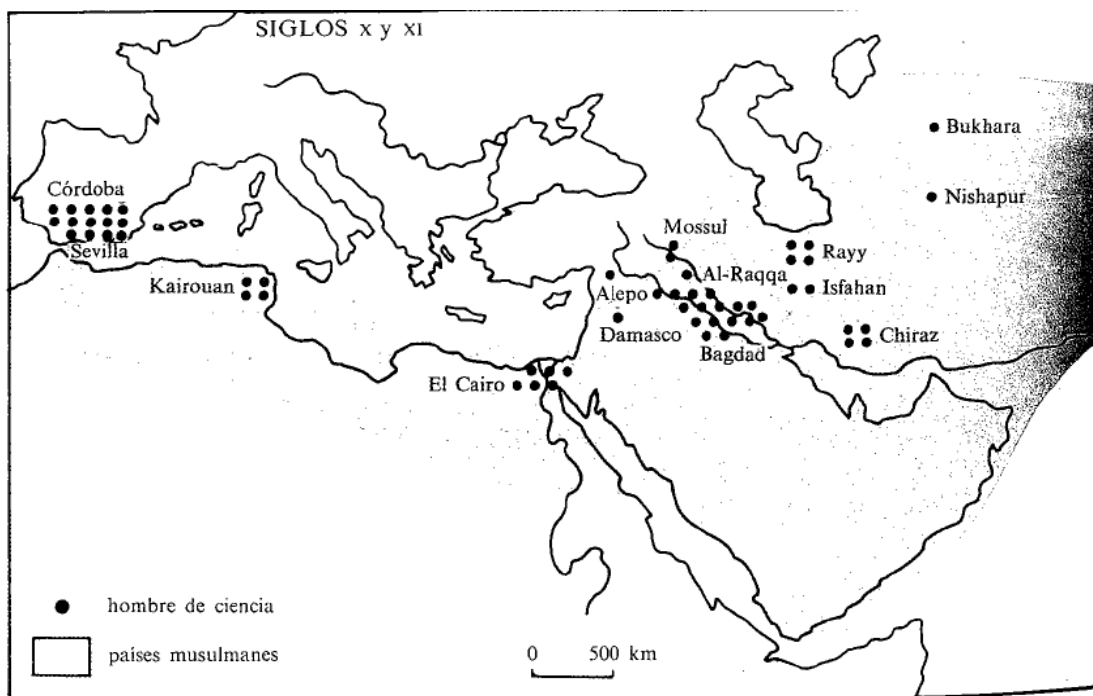 SIGLOS X y XI
Bukhara
Córdoba
Nishapur
Mossul
Sevilla
Rayy
Al-Raqqa
Kairouan
Isfahan
Alepo
Damasco
Chiraz
Bagdad
El Cairo
hombre de ciencia
países musulmanes
0 500 km